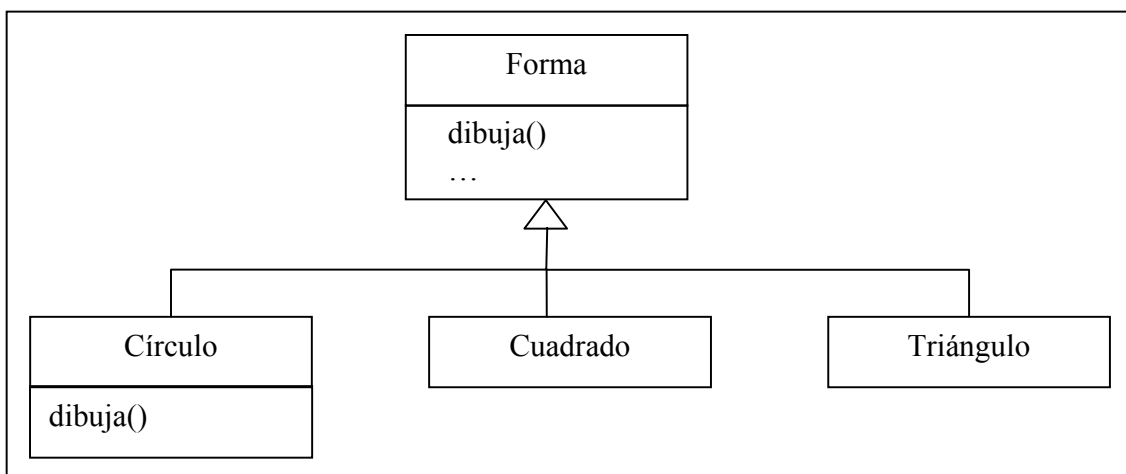 Forma
dibuja()
…
Círculo
Cuadrado
Triángulo
dibuja()